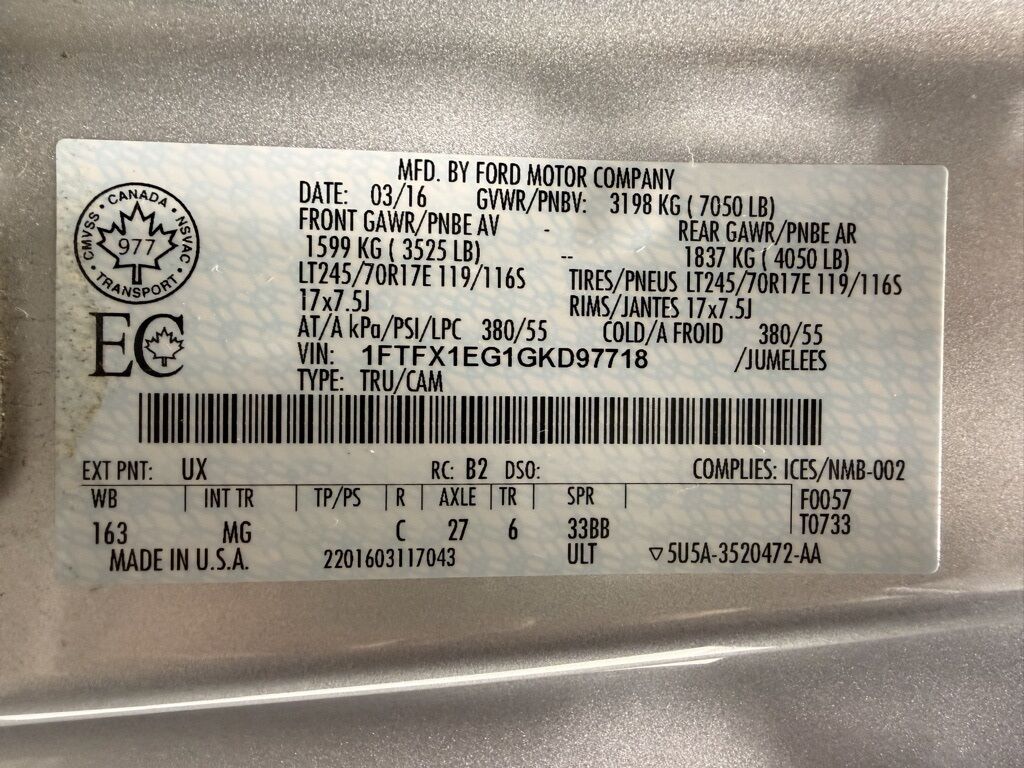 MFD. BY FORD MOTOR COMPANY
DATE: 03/16 GVWR/PNBV: 3198 KG ( 7050 LB)
FRONT GAWR/PNBE AV - REAR GAWR/PNBE AR
1599 KG ( 3525 LB) -- 1837 KG ( 4050 LB)
LT245/70R17E 119/116S TIRES/PNEUS LT245/70R17E 119/116S
17x7.5J RIMS/JANTES 17x7.5J
AT/A kPa/PSI/LPC 380/55 COLD/A FROID 380/55
VIN: 1FTFX1EG1GKD97718 /JUMELEES
TYPE: TRU/CAM
CANADA
CMVSS • NSVAC
977
TRANSPORT
EC
EXT PNT: UX RC: B2 DSO: COMPLIES: ICES/NMB-002
WB INT TR TP/PS R AXLE TR SPR F0057
163 MG C 27 6 33BB T0733
MADE IN U.S.A. 2201603117043 ULT ▽5U5A-3520472-AA